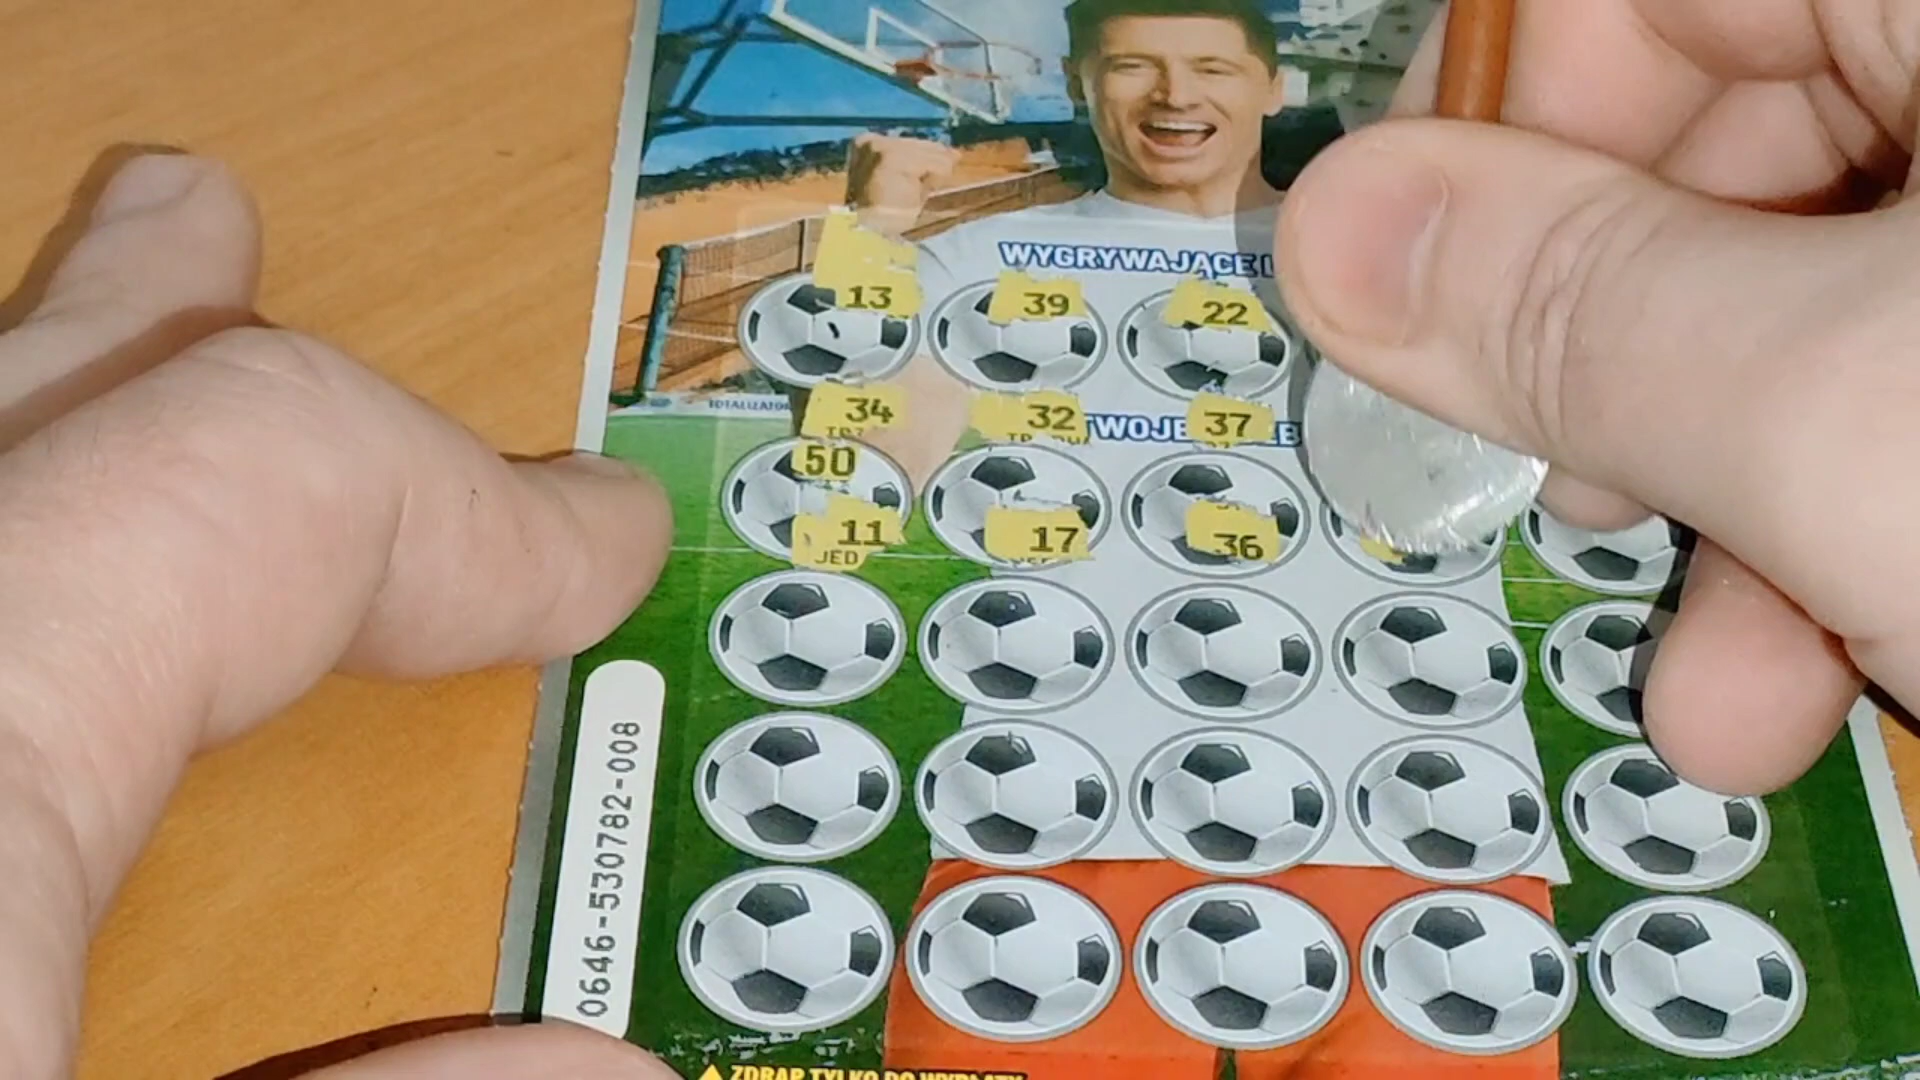 WYGRYWAJĄCE
13 39 22
TOTALIZATOR
34 32 37
TWOJE
50
11 17 36
JED
0646-530782-008
ZDRAP TYLKO DO WYPŁATY